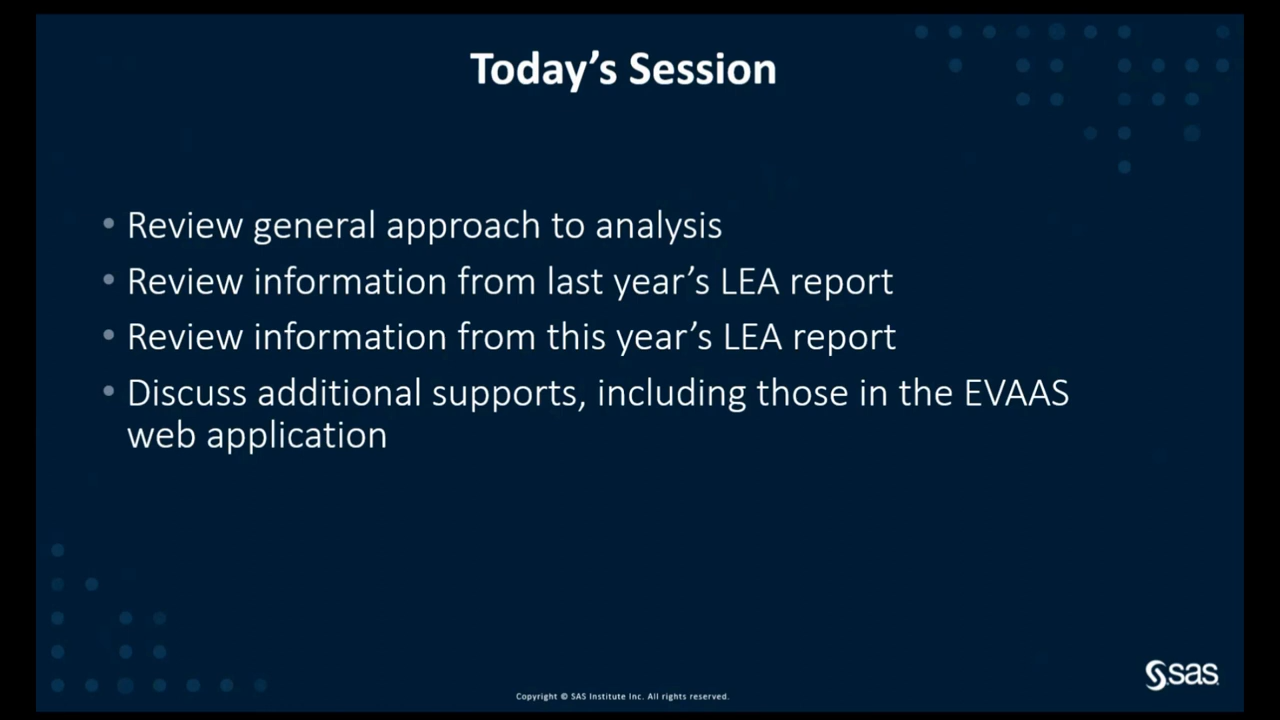 Today’s Session
• Review general approach to analysis
• Review information from last year’s LEA report
• Review information from this year’s LEA report
• Discuss additional supports, including those in the EVAAS
web application
sas
Copyright © SAS Institute Inc. All rights reserved.